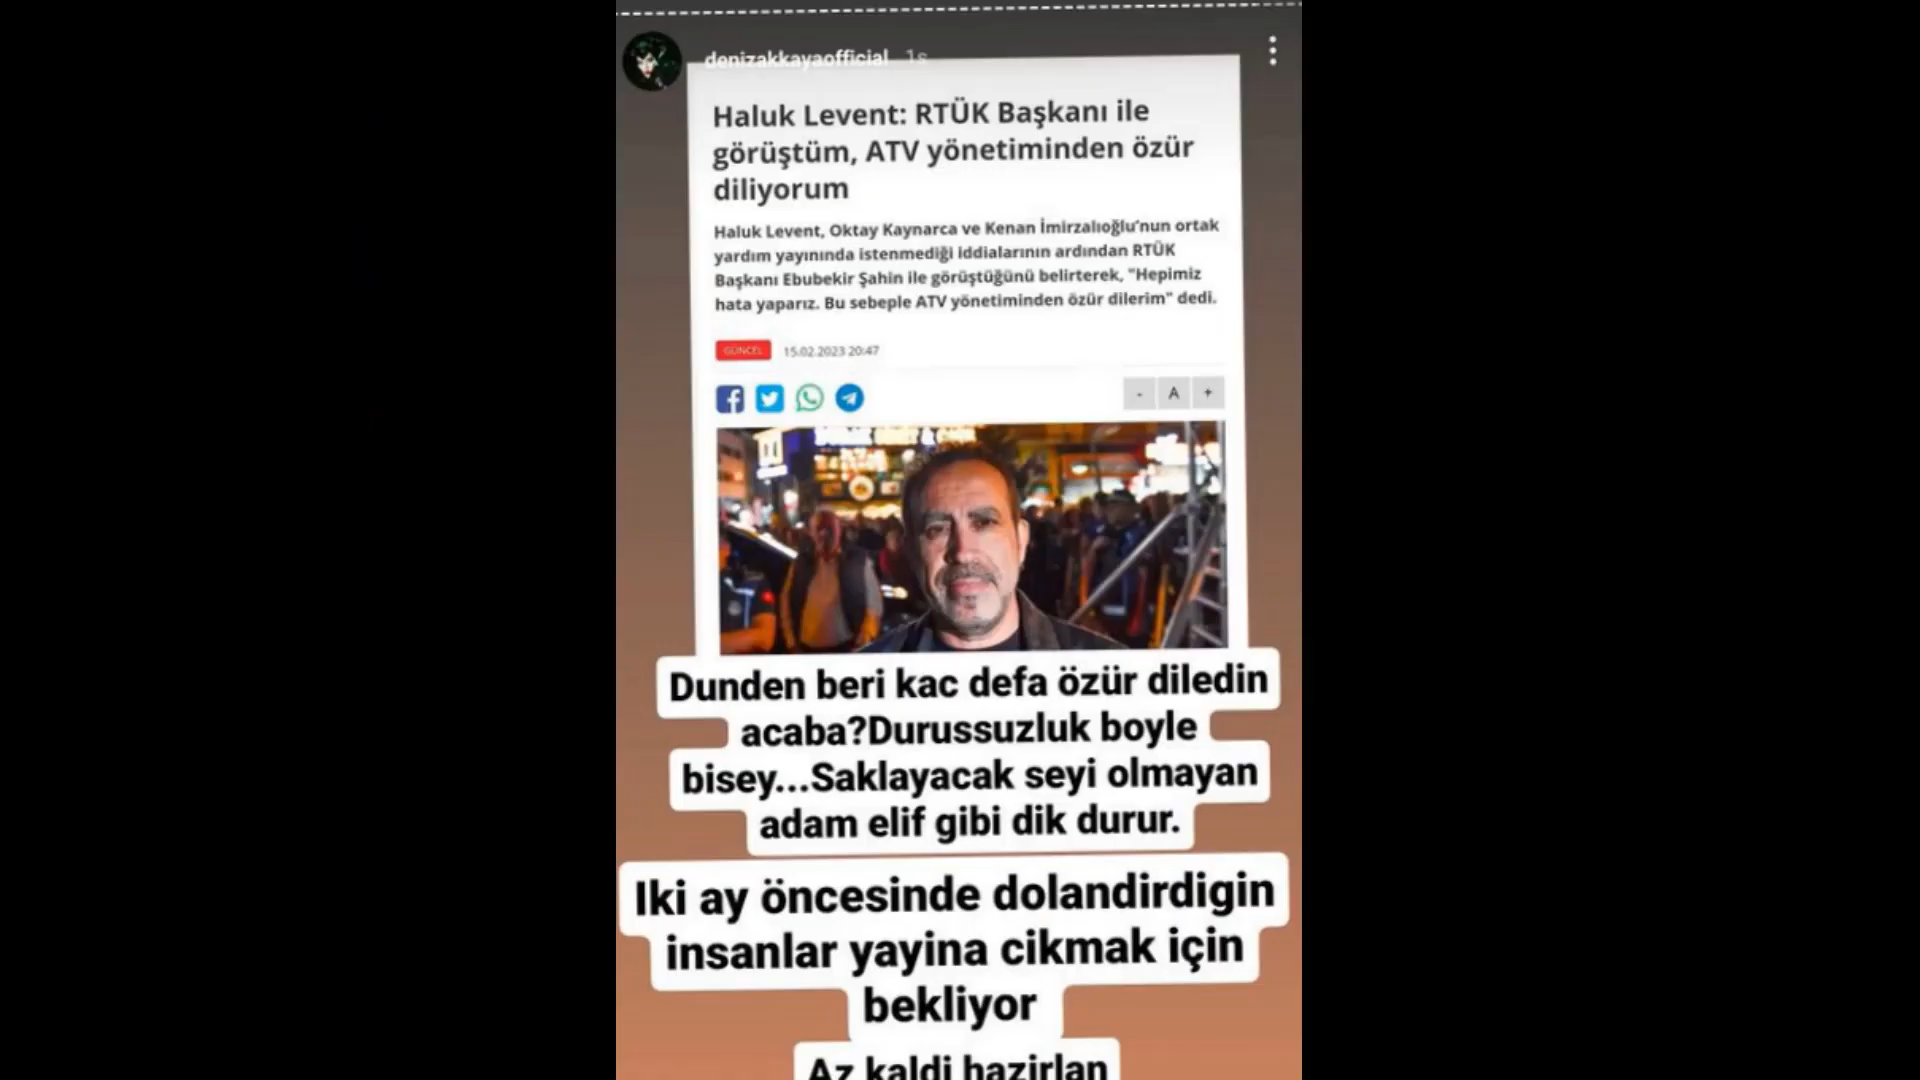 denizakkayaofficial 1s
Haluk Levent: RTÜK Başkanı ile
görüştüm, ATV yönetiminden özür
diliyorum
Haluk Levent, Oktay Kaynarca ve Kenan İmirzalıoğlu'nun ortak
yardım yayınında istenmediği iddialarının ardından RTÜK
Başkanı Ebubekir Şahin ile görüştüğünü belirterek, "Hepimiz
hata yaparız. Bu sebeple ATV yönetiminden özür dilerim" dedi.
GÜNCEL 15.02.2023 20:47
- A +
Dunden beri kac defa özür diledin
acaba?Durussuzluk boyle
bisey...Saklayacak seyi olmayan
adam elif gibi dik durur.
Iki ay öncesinde dolandirdigin
insanlar yayina cikmak için
bekliyor
Az kaldi hazirlan